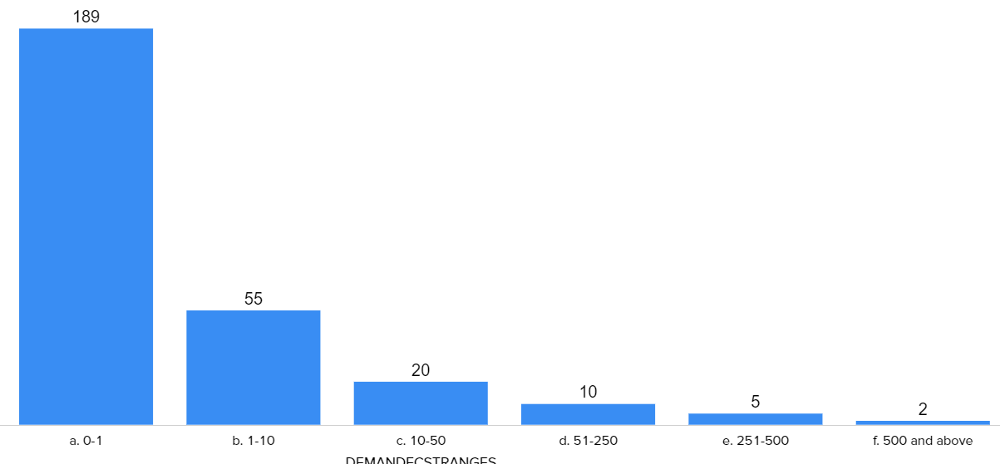 189
55
20
10
5
2
a. 0-1
b. 1-10
c. 10-50
d. 51-250
e. 251-500
f. 500 and above
DEMANDECSTRANGES